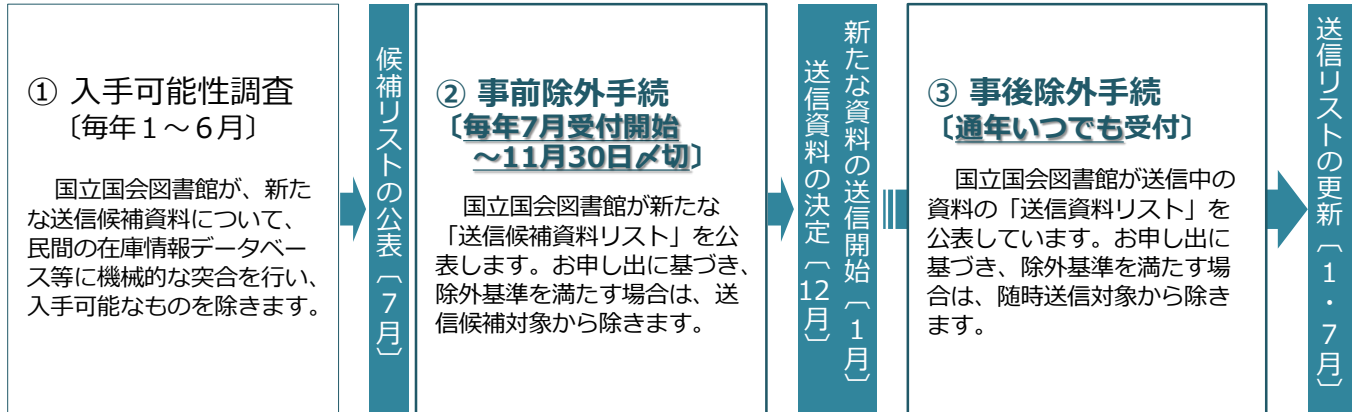 ① 入手可能性調査
〔毎年１～６月〕
国立国会図書館が、新た
な送信候補資料について、
民間の在庫情報データベー
ス等に機械的な突合を行い、
入手可能なものを除きます。
候補リストの公表〔７月〕
② 事前除外手続
〔毎年7月受付開始
～11月30日〆切〕
国立国会図書館が新たな
「送信候補資料リスト」を公
表します。お申し出に基づき、
除外基準を満たす場合は、送
信候補対象から除きます。
新たな資料の送信開始〔１月〕
送信資料の決定〔12月〕
③ 事後除外手続
〔通年いつでも受付〕
国立国会図書館が送信中の
資料の「送信資料リスト」を
公表しています。お申し出に
基づき、除外基準を満たす場
合は、随時送信対象から除き
ます。
送信リストの更新〔１・７月〕